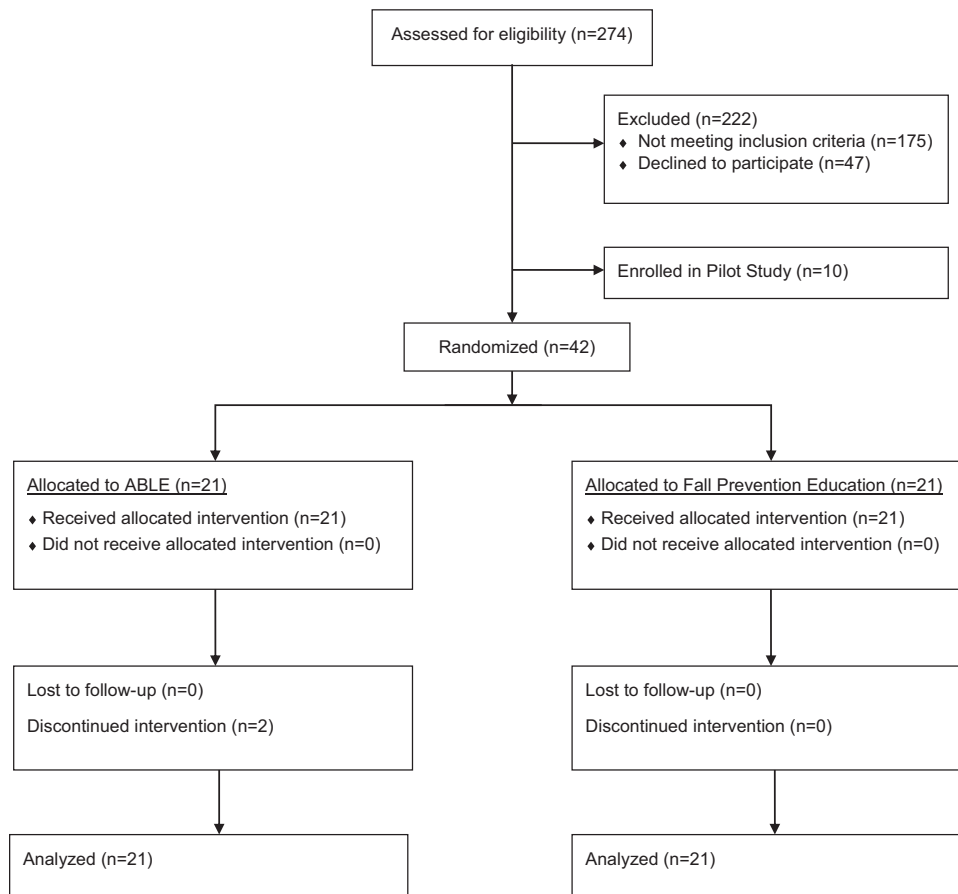 Assessed for eligibility (n=274)
Excluded (n=222)
♦ Not meeting inclusion criteria (n=175)
♦ Declined to participate (n=47)
Enrolled in Pilot Study (n=10)
Randomized (n=42)
Allocated to ABLE (n=21)
♦ Received allocated intervention (n=21)
♦ Did not receive allocated intervention (n=0)
Allocated to Fall Prevention Education (n=21)
♦ Received allocated intervention (n=21)
♦ Did not receive allocated intervention (n=0)
Lost to follow-up (n=0)
Discontinued intervention (n=2)
Lost to follow-up (n=0)
Discontinued intervention (n=0)
Analyzed (n=21)
Analyzed (n=21)